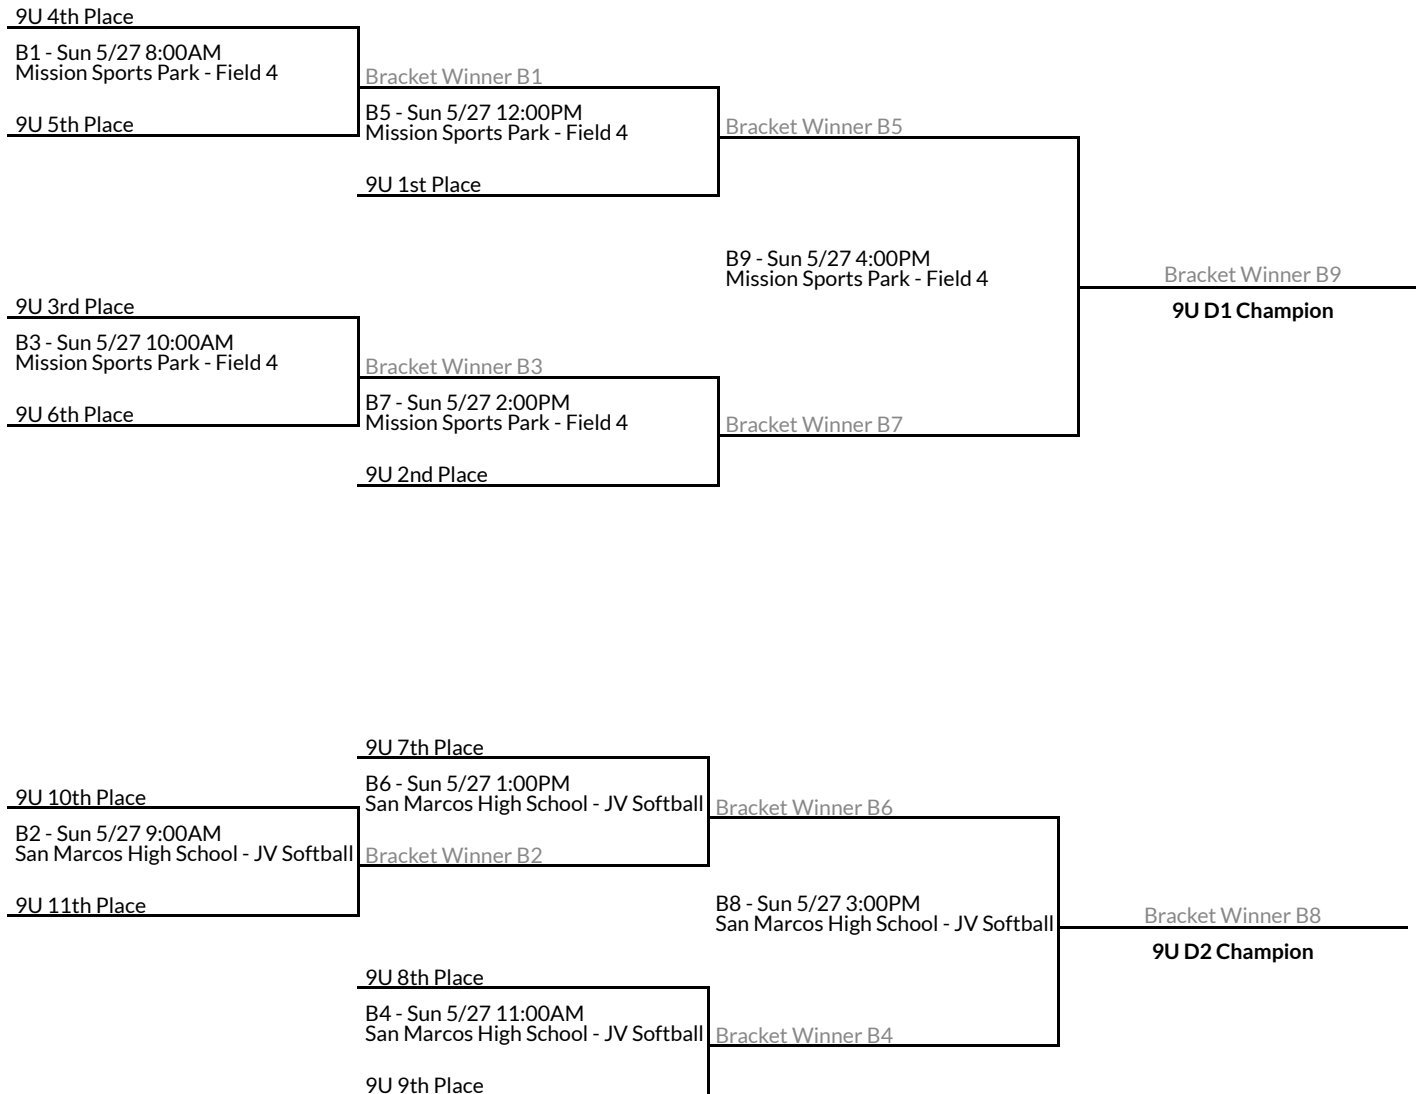 9U 4th Place
B1 - Sun 5/27 8:00AM
Mission Sports Park - Field 4
9U 5th Place
Bracket Winner B1
B5 - Sun 5/27 12:00PM
Mission Sports Park - Field 4
9U 1st Place
Bracket Winner B5
B9 - Sun 5/27 4:00PM
Mission Sports Park - Field 4
Bracket Winner B9
9U D1 Champion
9U 3rd Place
B3 - Sun 5/27 10:00AM
Mission Sports Park - Field 4
9U 6th Place
Bracket Winner B3
B7 - Sun 5/27 2:00PM
Mission Sports Park - Field 4
9U 2nd Place
Bracket Winner B7
9U 7th Place
B6 - Sun 5/27 1:00PM
San Marcos High School - JV Softball
9U 10th Place
B2 - Sun 5/27 9:00AM
San Marcos High School - JV Softball
9U 11th Place
Bracket Winner B2
Bracket Winner B6
B8 - Sun 5/27 3:00PM
San Marcos High School - JV Softball
Bracket Winner B8
9U D2 Champion
9U 8th Place
B4 - Sun 5/27 11:00AM
San Marcos High School - JV Softball
Bracket Winner B4
9U 9th Place